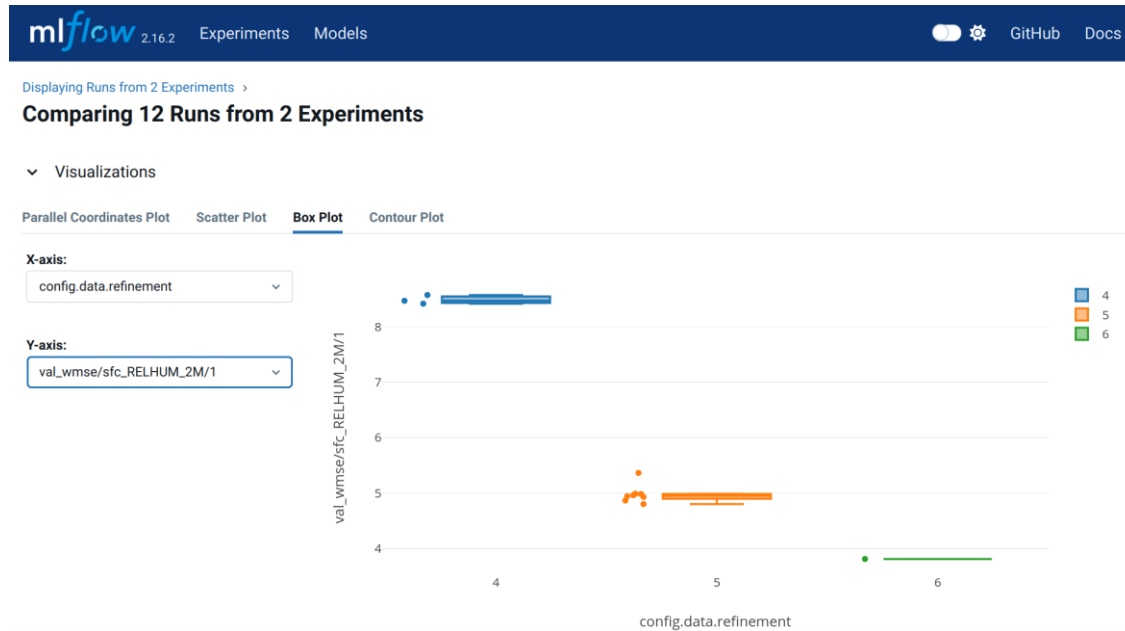 mlflow 2.16.2 Experiments Models GitHub Docs
Displaying Runs from 2 Experiments ›
Comparing 12 Runs from 2 Experiments
Visualizations
Parallel Coordinates Plot Scatter Plot Box Plot Contour Plot
X-axis:
config.data.refinement
Y-axis:
val_wmse/sfc_RELHUM_2M/1
val_wmse/sfc_RELHUM_2M/1
8
7
6
5
4
4 5 6
config.data.refinement
4
5
6